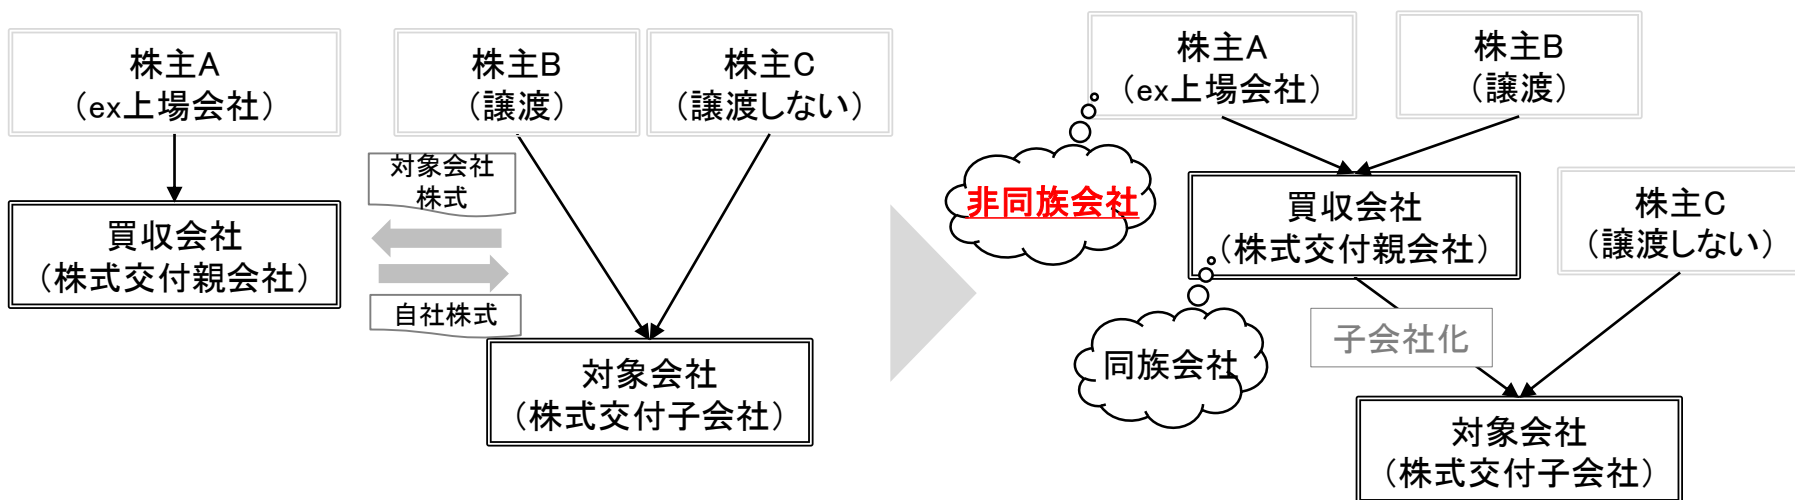 株主A
（ex上場会社）
株主B
（譲渡）
株主C
（譲渡しない）
対象会社
株式
買収会社
（株式交付親会社）
自社株式
対象会社
（株式交付子会社）
株主A
（ex上場会社）
株主B
（譲渡）
非同族会社
買収会社
（株式交付親会社）
株主C
（譲渡しない）
同族会社
子会社化
対象会社
（株式交付子会社）